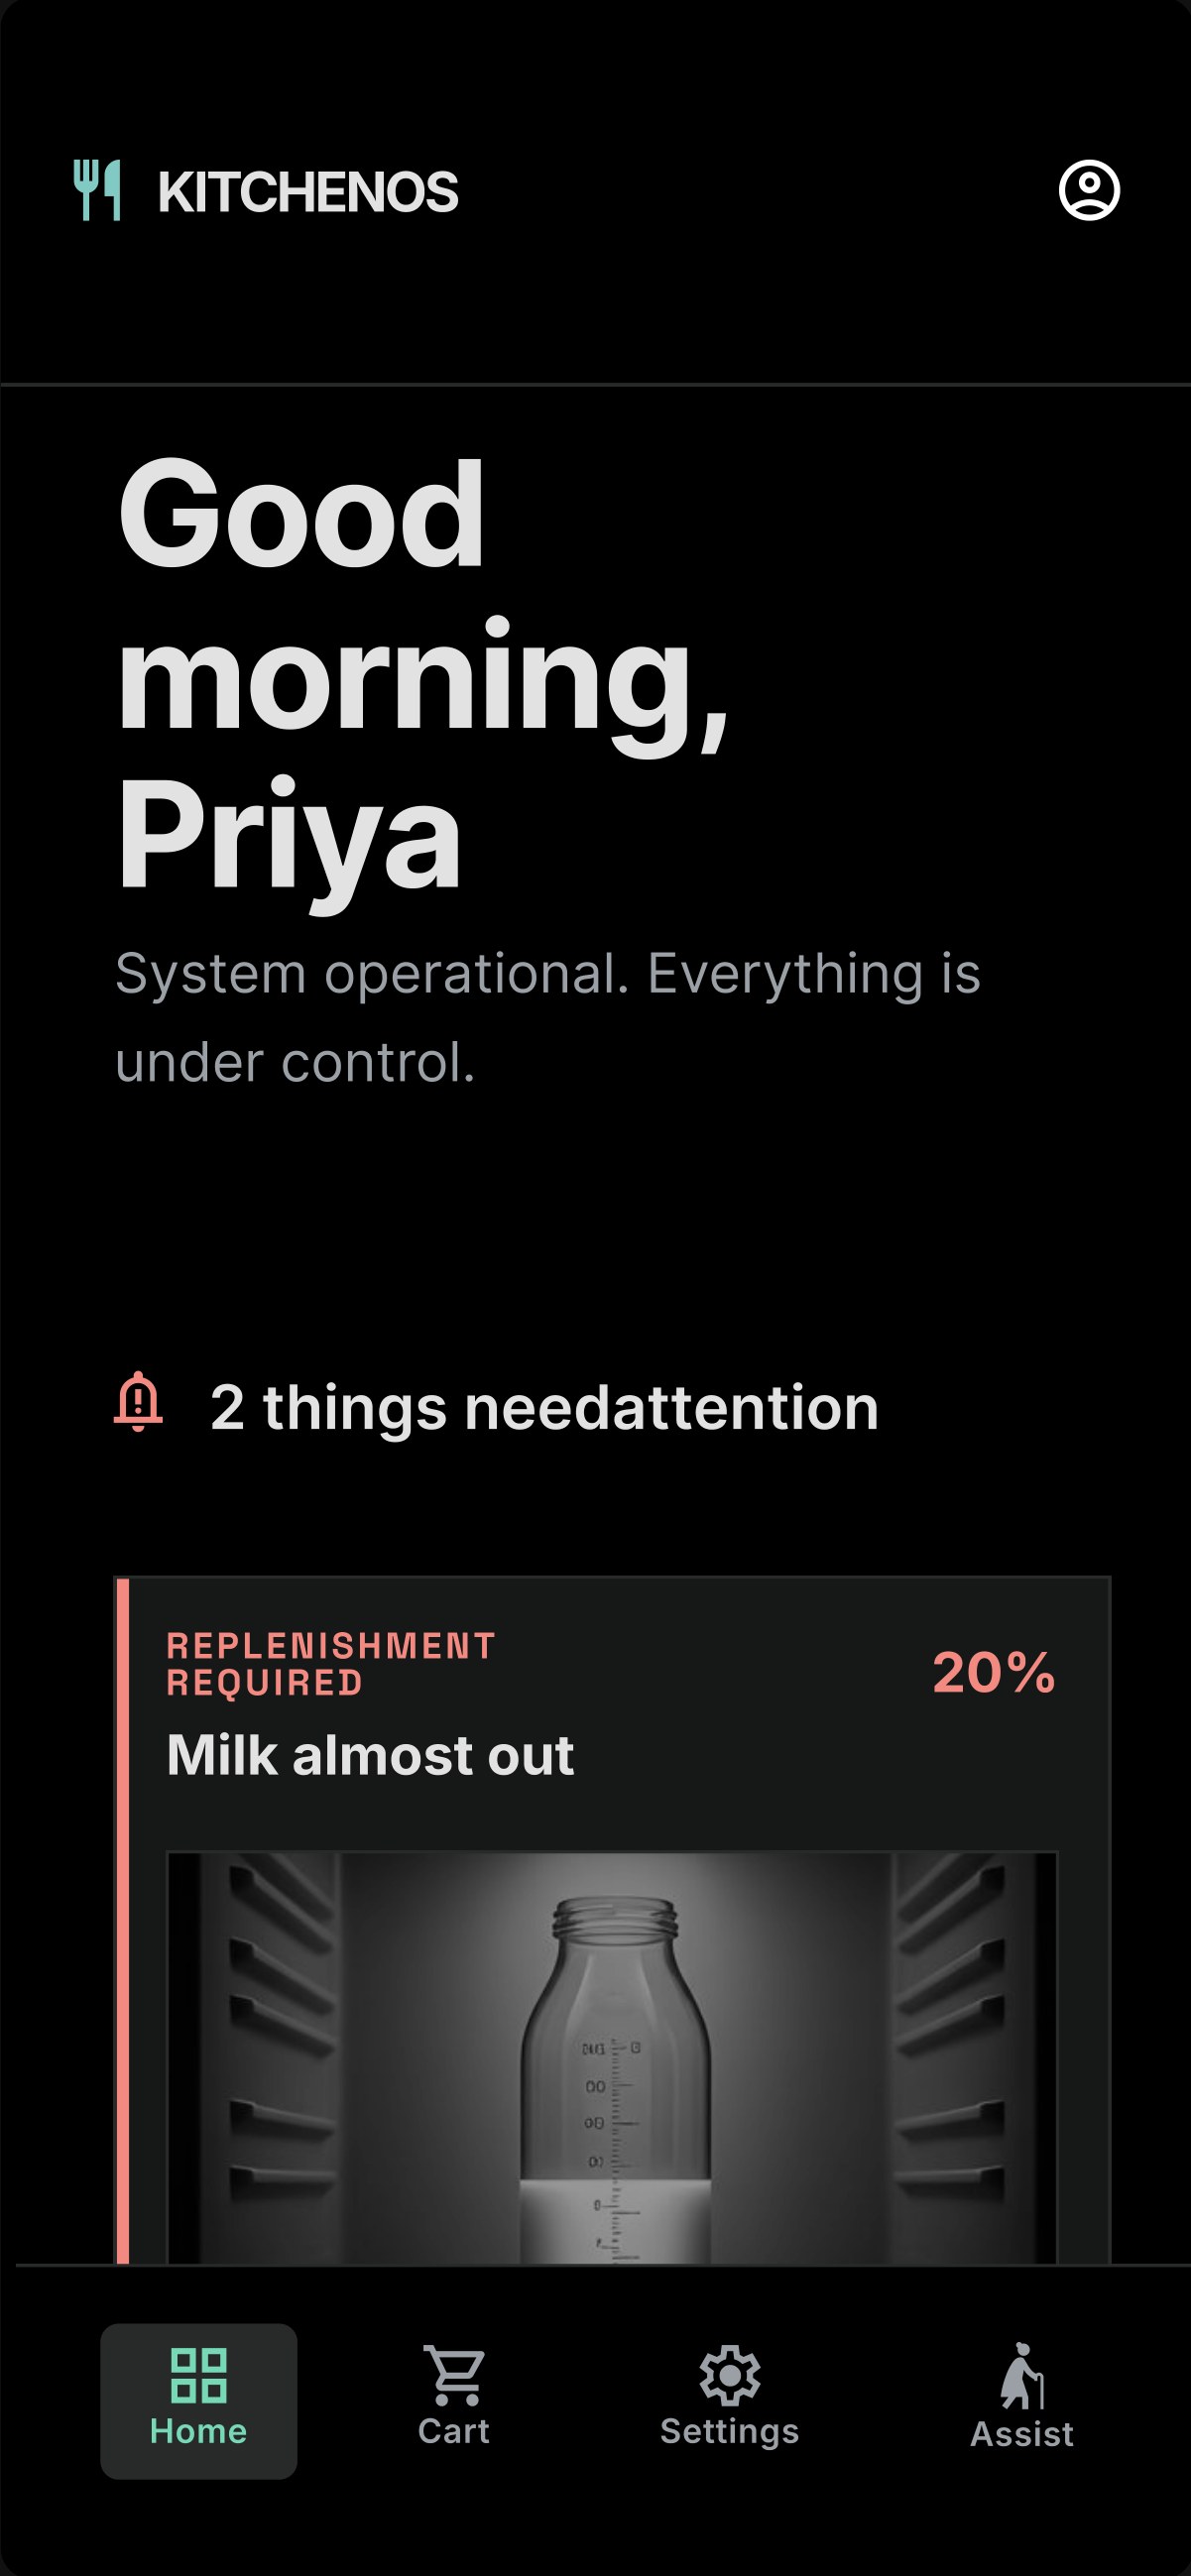 KITCHENOS
Good
morning,
Priya
System operational. Everything is
under control.
2 things needattention
REPLENISHMENT
REQUIRED
20%
Milk almost out
Home
Cart
Settings
Assist